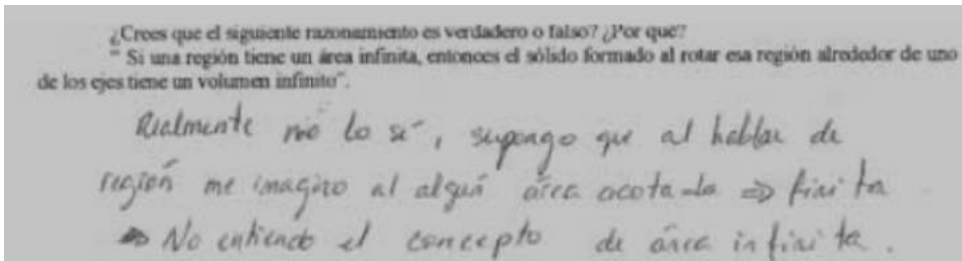 ¿Crees que el siguiente razonamiento es verdadero o falso? ¿Por qué?
" Si una región tiene un área infinita, entonces el sólido formado al rotar esa región alrededor de uno
de los ejes tiene un volumen infinito".
Realmente no lo sé, supongo que al hablar de
región me imagino al algún área acotada ⇒ finita
⇒ No entiendo el concepto de área infinita.